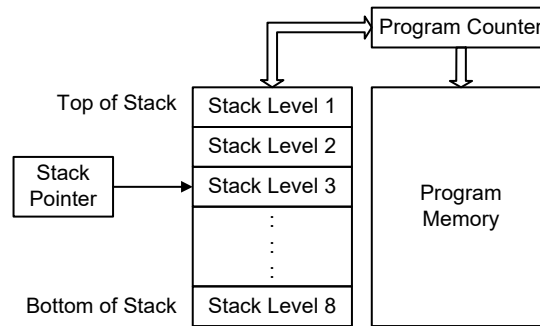 Program Counter
Top of Stack
Stack Level 1
Stack Level 2
Stack
Pointer
Stack Level 3
Program
Memory
:
:
:
Bottom of Stack
Stack Level 8